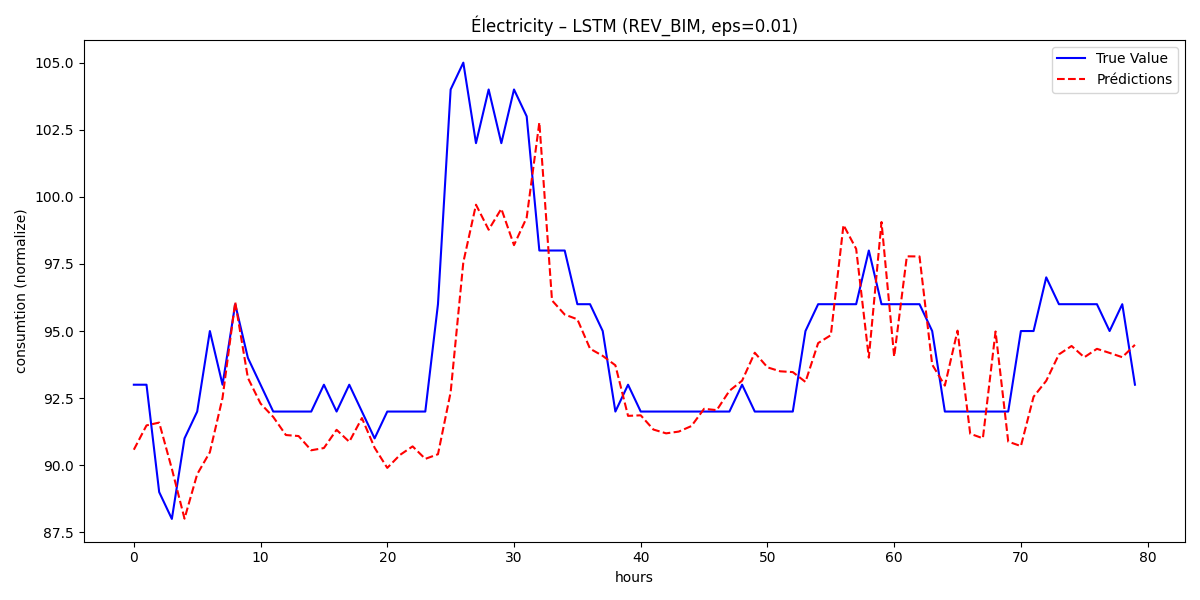 Électricity – LSTM (REV_BIM, eps=0.01)
True Value
Prédictions
consumtion (normalize)
105.0
102.5
100.0
97.5
95.0
92.5
90.0
87.5
0 10 20 30 40 50 60 70 80
hours